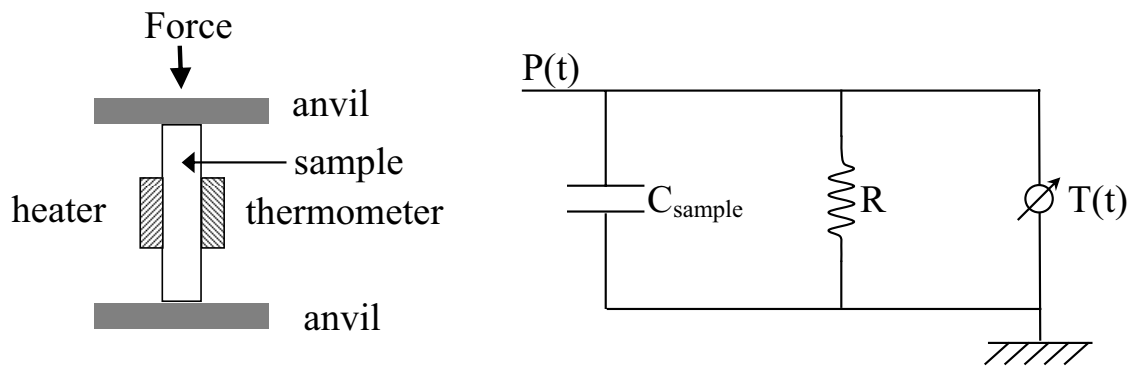 Force
anvil
sample
heater
thermometer
anvil
P(t)
C_sample
R
T(t)